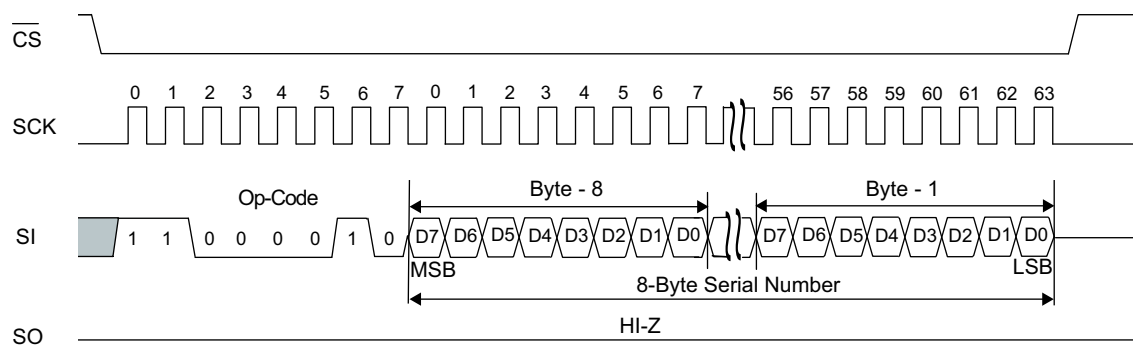 CS
0 1 2 3 4 5 6 7 0 1 2 3 4 5 6 7 56 57 58 59 60 61 62 63
SCK
Op-Code Byte - 8 Byte - 1
SI 1 1 0 0 0 0 1 0 D7 D6 D5 D4 D3 D2 D1 D0 D7 D6 D5 D4 D3 D2 D1 D0
MSB LSB
8-Byte Serial Number
HI-Z
SO